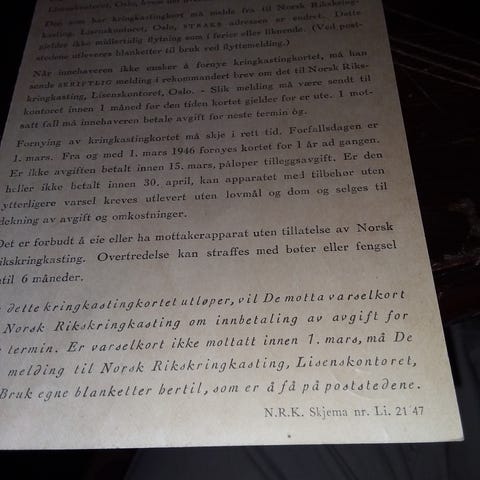 Lisenskontoret, Oslo,
Den som har kringkastingkort må melde fra til Norsk Rikskring-
kasting, Lisenskontoret, Oslo, STRAKS adressen er endret. Dette
gjelder ikke midlertidig flytning som i ferier eller liknende. (Ved post-
stedene utleveres blanketter til bruk ved flyttemelding.)
Når innehaveren ikke ønsker å fornye kringkastingkortet, må han
sende SKRIFTLIG melding i rekommandert brev om det til Norsk Riks-
kringkasting, Lisenskontoret, Oslo. - Slik melding må være sendt til
kontoret innen 1 måned før den tiden kortet gjelder for er ute. I mot-
satt fall må innehaveren betale avgift for neste termin òg.
Fornying av kringkastingkortet må skje i rett tid. Forfallsdagen er
1. mars. Fra og med 1. mars 1946 fornyes kortet for 1 år ad gangen.
Er ikke avgiften betalt innen 15. mars, påløper tilleggsavgift. Er den
heller ikke betalt innen 30. april, kan apparatet med tilbehør uten
ytterligere varsel kreves utlevert uten lovmål og dom og selges til
dekning av avgift og omkostninger.
Det er forbudt å eie eller ha mottakerapparat uten tillatelse av Norsk
Rikskringkasting. Overtredelse kan straffes med bøter eller fengsel
til 6 måneder.
dette kringkastingkortet utløper, vil De motta varselkort
Norsk Rikskringkasting om innbetaling av avgift for
termin. Er varselkort ikke mottatt innen 1. mars, må De
melding til Norsk Rikskringkasting, Lisenskontoret,
Bruk egne blanketter hertil, som er å få på poststedene.
N.R.K. Skjema nr. Li. 21 47